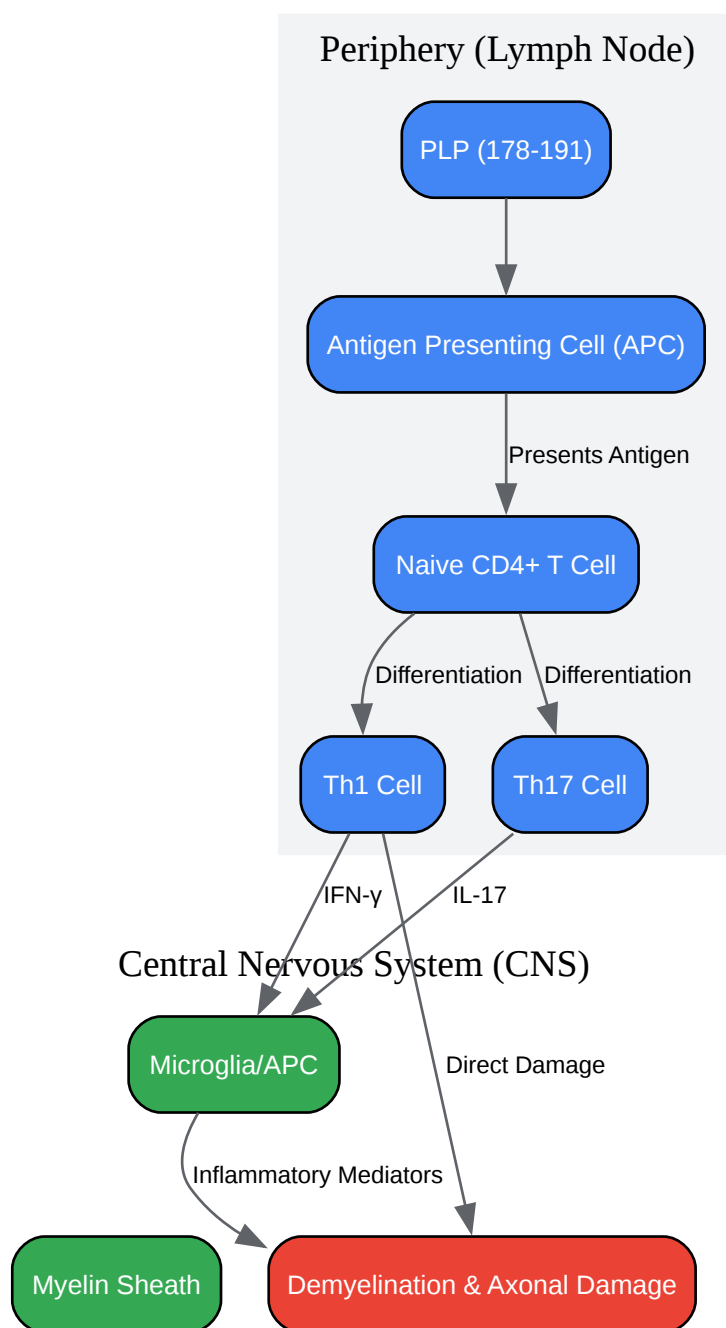 Periphery (Lymph Node)
PLP (178-191)
Antigen Presenting Cell (APC)
Presents Antigen
Naive CD4+ T Cell
Differentiation
Differentiation
Th1 Cell
Th17 Cell
IFN-γ
IL-17
Central Nervous System (CNS)
Microglia/APC
Direct Damage
Inflammatory Mediators
Myelin Sheath
Demyelination & Axonal Damage